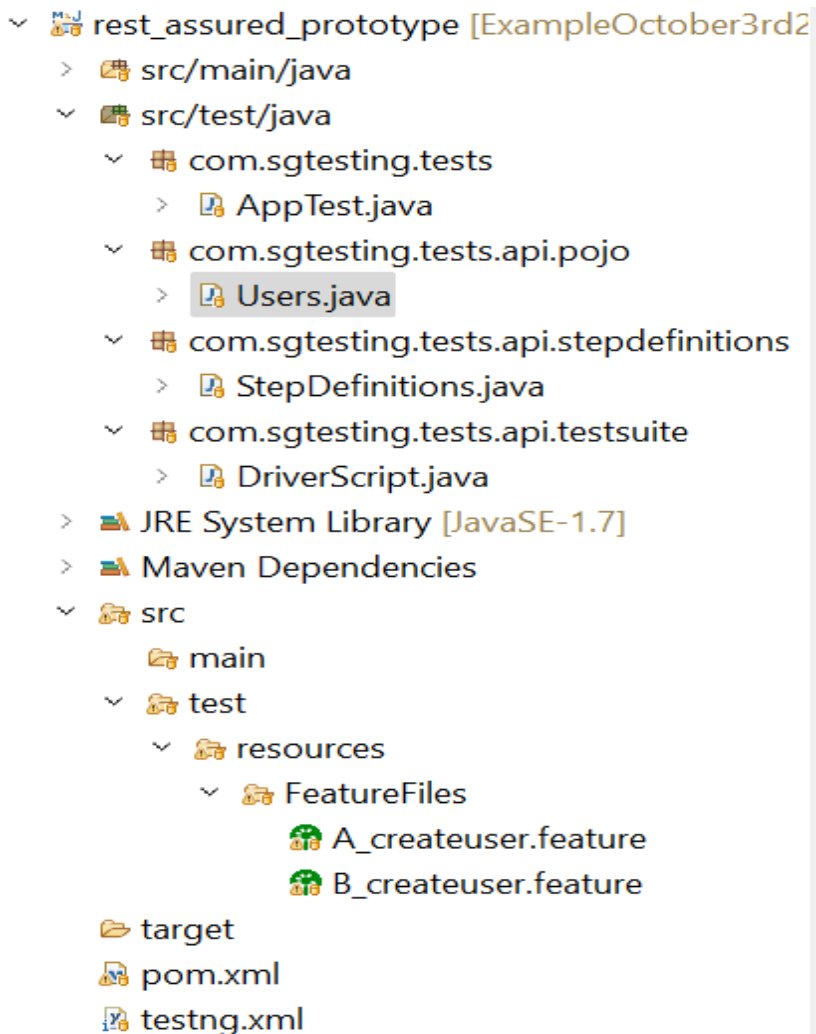 rest_assured_prototype [ExampleOctober3rd2
src/main/java
src/test/java
com.sgtesting.tests
AppTest.java
com.sgtesting.tests.api.pojo
Users.java
com.sgtesting.tests.api.stepdefinitions
StepDefinitions.java
com.sgtesting.tests.api.testsuite
DriverScript.java
JRE System Library [JavaSE-1.7]
Maven Dependencies
src
main
test
resources
FeatureFiles
A_createuser.feature
B_createuser.feature
target
pom.xml
testng.xml